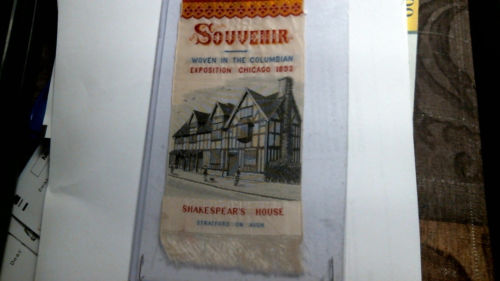 SOUVENIR
WOVEN IN THE COLUMBIAN
EXPOSITION CHICAGO 1893
SHAKESPEAR'S HOUSE
STRATFORD ON AVON